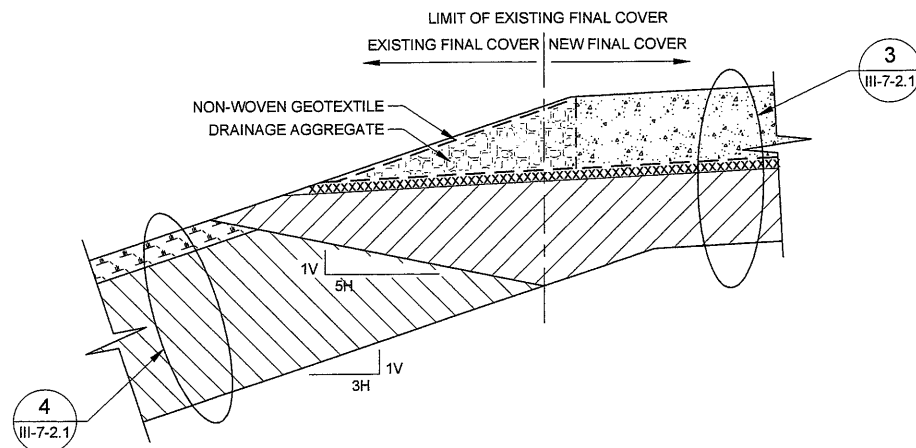 LIMIT OF EXISTING FINAL COVER
EXISTING FINAL COVER
NEW FINAL COVER
3
III-7-2.1
NON-WOVEN GEOTEXTILE
DRAINAGE AGGREGATE
1V
5H
1V
3H
4
III-7-2.1